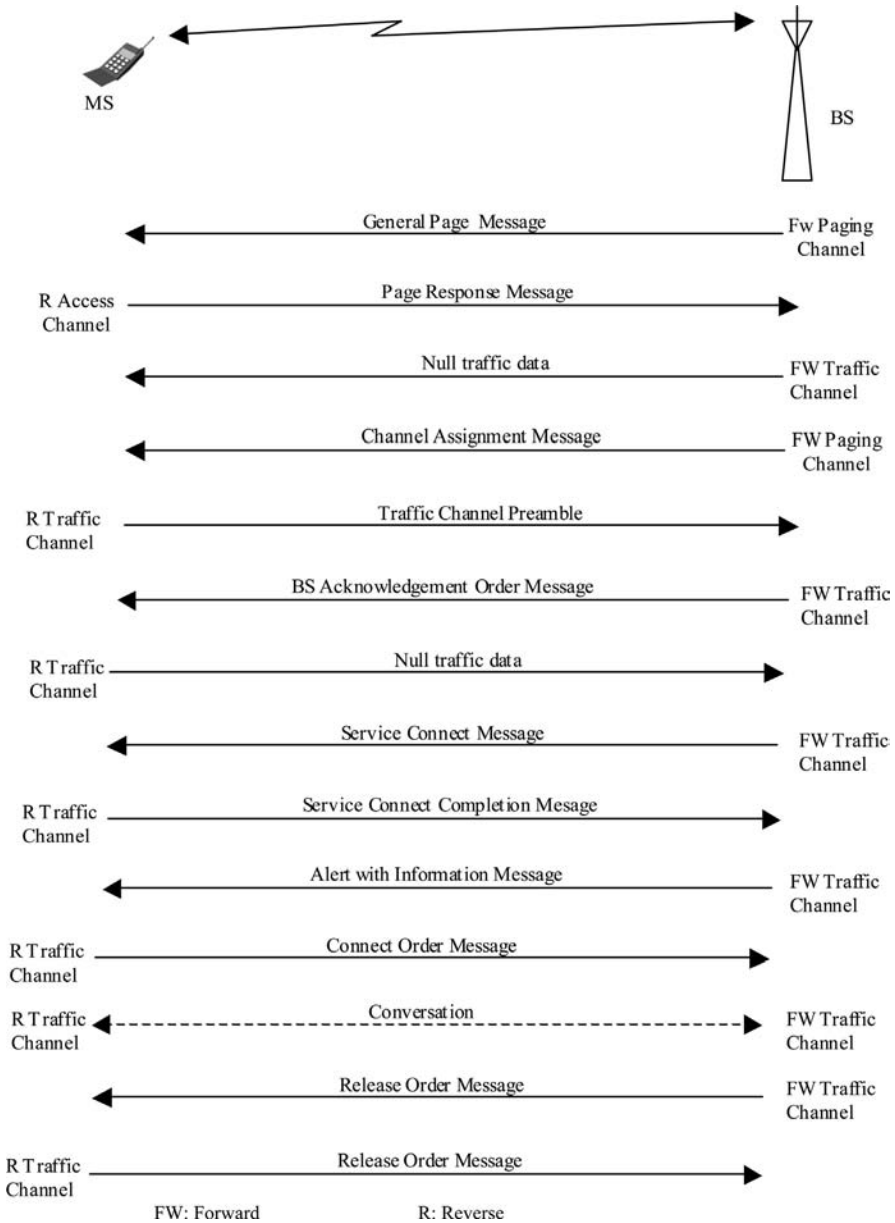 MS
BS
General Page Message
Fw Paging
Channel
R Access
Channel
Page Response Message
Null traffic data
FW Traffic
Channel
Channel Assignment Message
FW Paging
Channel
R Traffic
Channel
Traffic Channel Preamble
BS Acknowledgement Order Message
FW Traffic
Channel
R Traffic
Channel
Null traffic data
Service Connect Message
FW Traffic
Channel
R Traffic
Channel
Service Connect Completion Mesage
Alert with Information Message
FW Traffic
Channel
R Traffic
Channel
Connect Order Message
R Traffic
Channel
Conversation
FW Traffic
Channel
Release Order Message
FW Traffic
Channel
R Traffic
Channel
Release Order Message
FW: Forward
R: Reverse